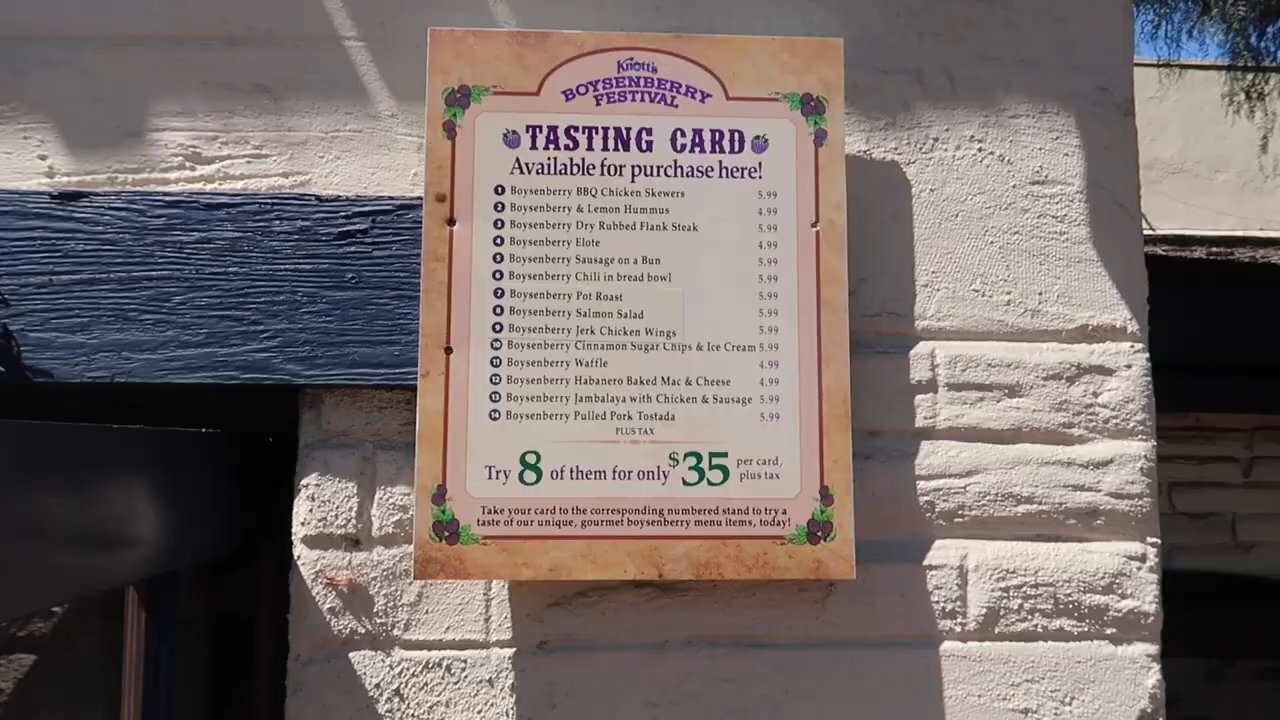 Knott's
BOYSENBERRY
FESTIVAL
TASTING CARD
Available for purchase here!
1 Boysenberry BBQ Chicken Skewers 5.99
2 Boysenberry & Lemon Hummus 4.99
3 Boysenberry Dry Rubbed Flank Steak 5.99
4 Boysenberry Elote 4.99
5 Boysenberry Sausage on a Bun 5.99
6 Boysenberry Chili in bread bowl 5.99
7 Boysenberry Pot Roast 5.99
8 Boysenberry Salmon Salad 5.99
9 Boysenberry Jerk Chicken Wings 5.99
10 Boysenberry Cinnamon Sugar Chips & Ice Cream 5.99
11 Boysenberry Waffle 4.99
12 Boysenberry Habanero Baked Mac & Cheese 4.99
13 Boysenberry Jambalaya with Chicken & Sausage 5.99
14 Boysenberry Pulled Pork Tostada 5.99
PLUS TAX
Try 8 of them for only $35 per card, plus tax
Take your card to the corresponding numbered stand to try a
taste of our unique, gourmet boysenberry menu items, today!